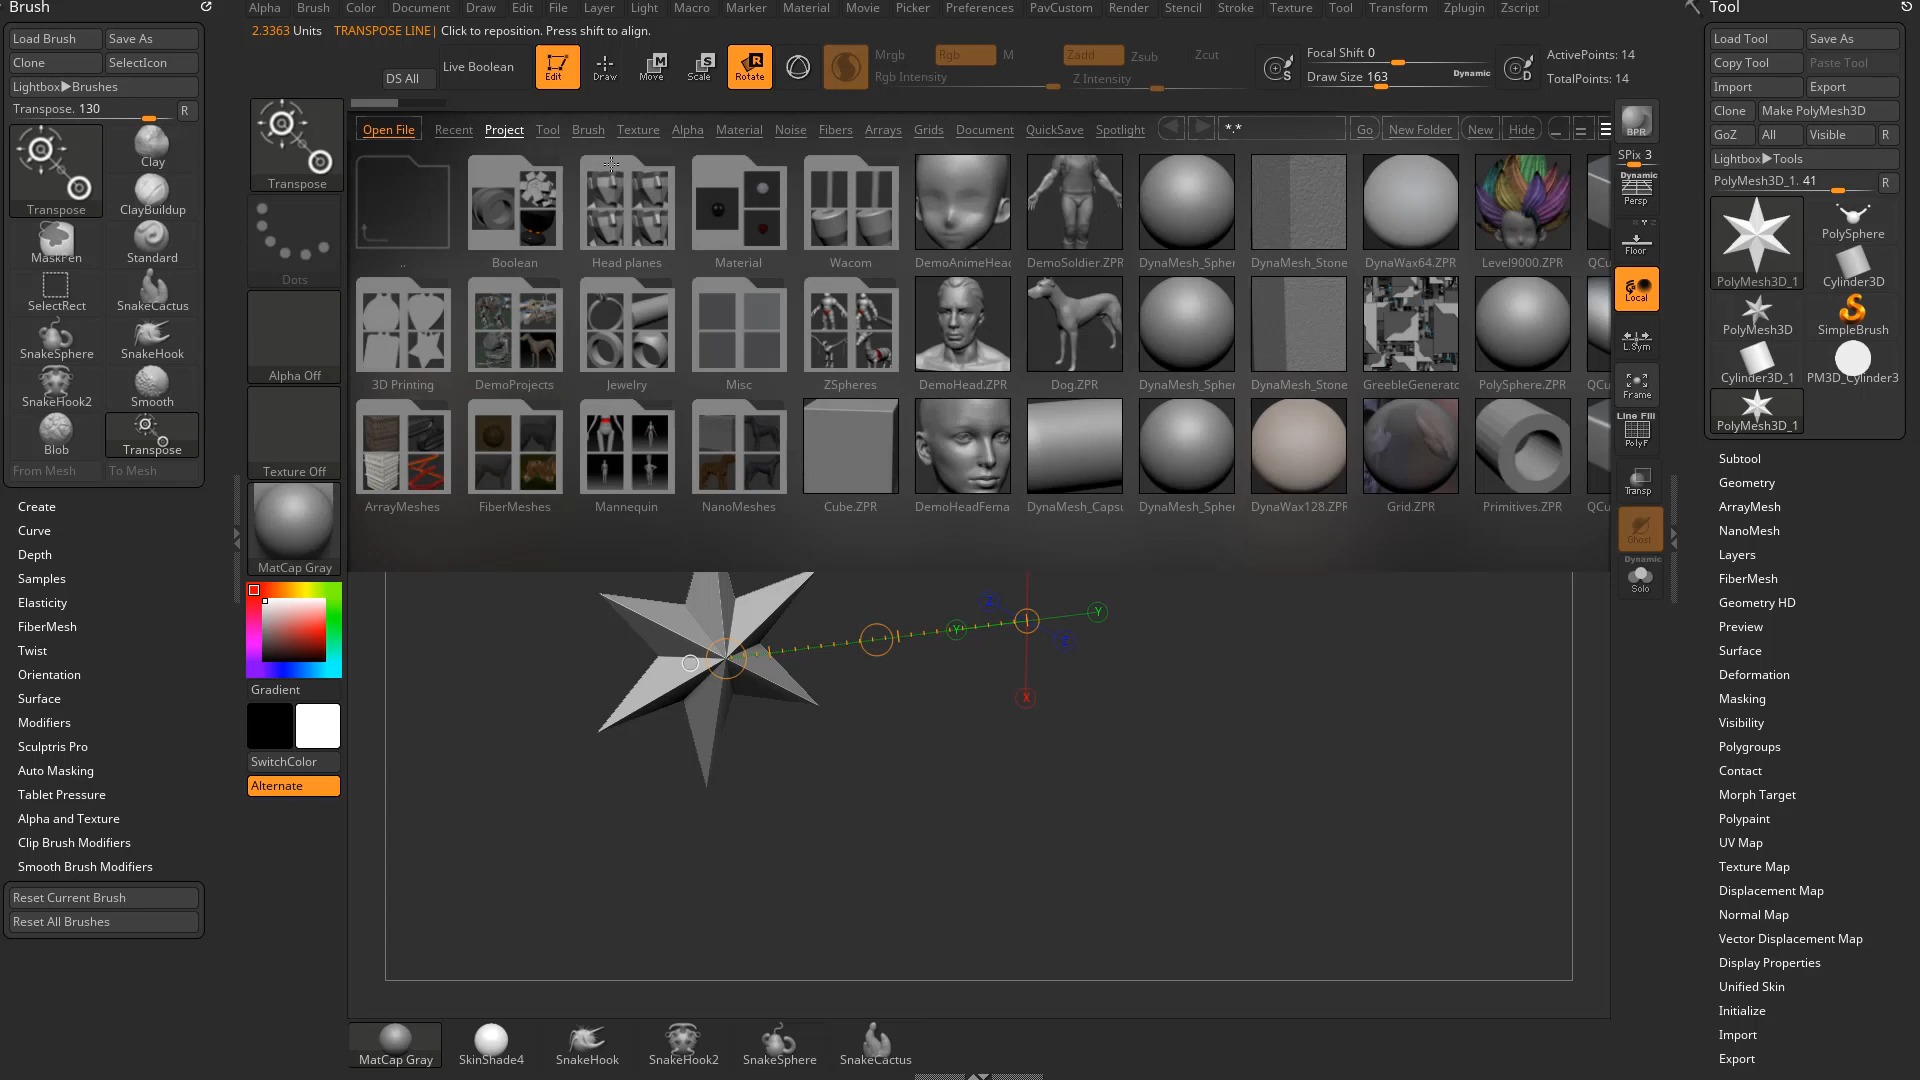 Brush
Alpha Brush Color Document Draw Edit File Layer Light Macro Marker Material Movie Picker Preferences PavCustom Render Stencil Stroke Texture Tool Transform Zplugin Zscript
Tool
2.3363 Units TRANSPOSE LINE| Click to reposition. Press shift to align.
Load Brush Save As
Clone SelectIcon
Lightbox▶Brushes
Transpose. 130 R
Transpose
Clay
ClayBuildup
MaskPen
Standard
SelectRect
SnakeCactus
SnakeSphere
SnakeHook
SnakeHook2
Smooth
Blob
Transpose
From Mesh To Mesh
Create
Curve
Depth
Samples
Elasticity
FiberMesh
Twist
Orientation
Surface
Modifiers
Sculptris Pro
Auto Masking
Tablet Pressure
Alpha and Texture
Clip Brush Modifiers
Smooth Brush Modifiers
Reset Current Brush
Reset All Brushes
DS All
Live Boolean
Edit
Draw
Move
Scale
Rotate
Mrgb Rgb M
Rgb Intensity
Zadd Zsub Zcut
Z Intensity
S
Focal Shift 0
Draw Size 163 Dynamic
D
ActivePoints: 14
TotalPoints: 14
Transpose
Dots
Alpha Off
Texture Off
MatCap Gray
Gradient
SwitchColor
Alternate
Open File Recent Project Tool Brush Texture Alpha Material Noise Fibers Arrays Grids Document QuickSave Spotlight *.* Go New Folder New Hide
.. Boolean Head planes Material Wacom DemoAnimeHead DemoSoldier.ZPR DynaMesh_Spher DynaMesh_Stone DynaWax64.ZPR Level9000.ZPR QCu
3D Printing DemoProjects Jewelry Misc ZSpheres DemoHead.ZPR Dog.ZPR DynaMesh_Spher DynaMesh_Stone GreebleGenerato PolySphere.ZPR QCu
ArrayMeshes FiberMeshes Mannequin NanoMeshes Cube.ZPR DemoHeadFema DynaMesh_Capsu DynaMesh_Spher DynaWax128.ZPR Grid.ZPR Primitives.ZPR QCu
Z
Y
Y
Z
X
MatCap Gray SkinShade4 SnakeHook SnakeHook2 SnakeSphere SnakeCactus
BPR
SPix 3
Dynamic
Persp
Floor
Local
L.Sym
Frame
Line Fill
PolyF
Transp
Ghost
Dynamic
Solo
Load Tool Save As
Copy Tool Paste Tool
Import Export
Clone Make PolyMesh3D
GoZ All Visible R
Lightbox▶Tools
PolyMesh3D_1. 41 R
PolyMesh3D_1
PolySphere
Cylinder3D
PolyMesh3D
SimpleBrush
Cylinder3D_1
PM3D_Cylinder3
PolyMesh3D_1
Subtool
Geometry
ArrayMesh
NanoMesh
Layers
FiberMesh
Geometry HD
Preview
Surface
Deformation
Masking
Visibility
Polygroups
Contact
Morph Target
Polypaint
UV Map
Texture Map
Displacement Map
Normal Map
Vector Displacement Map
Display Properties
Unified Skin
Initialize
Import
Export